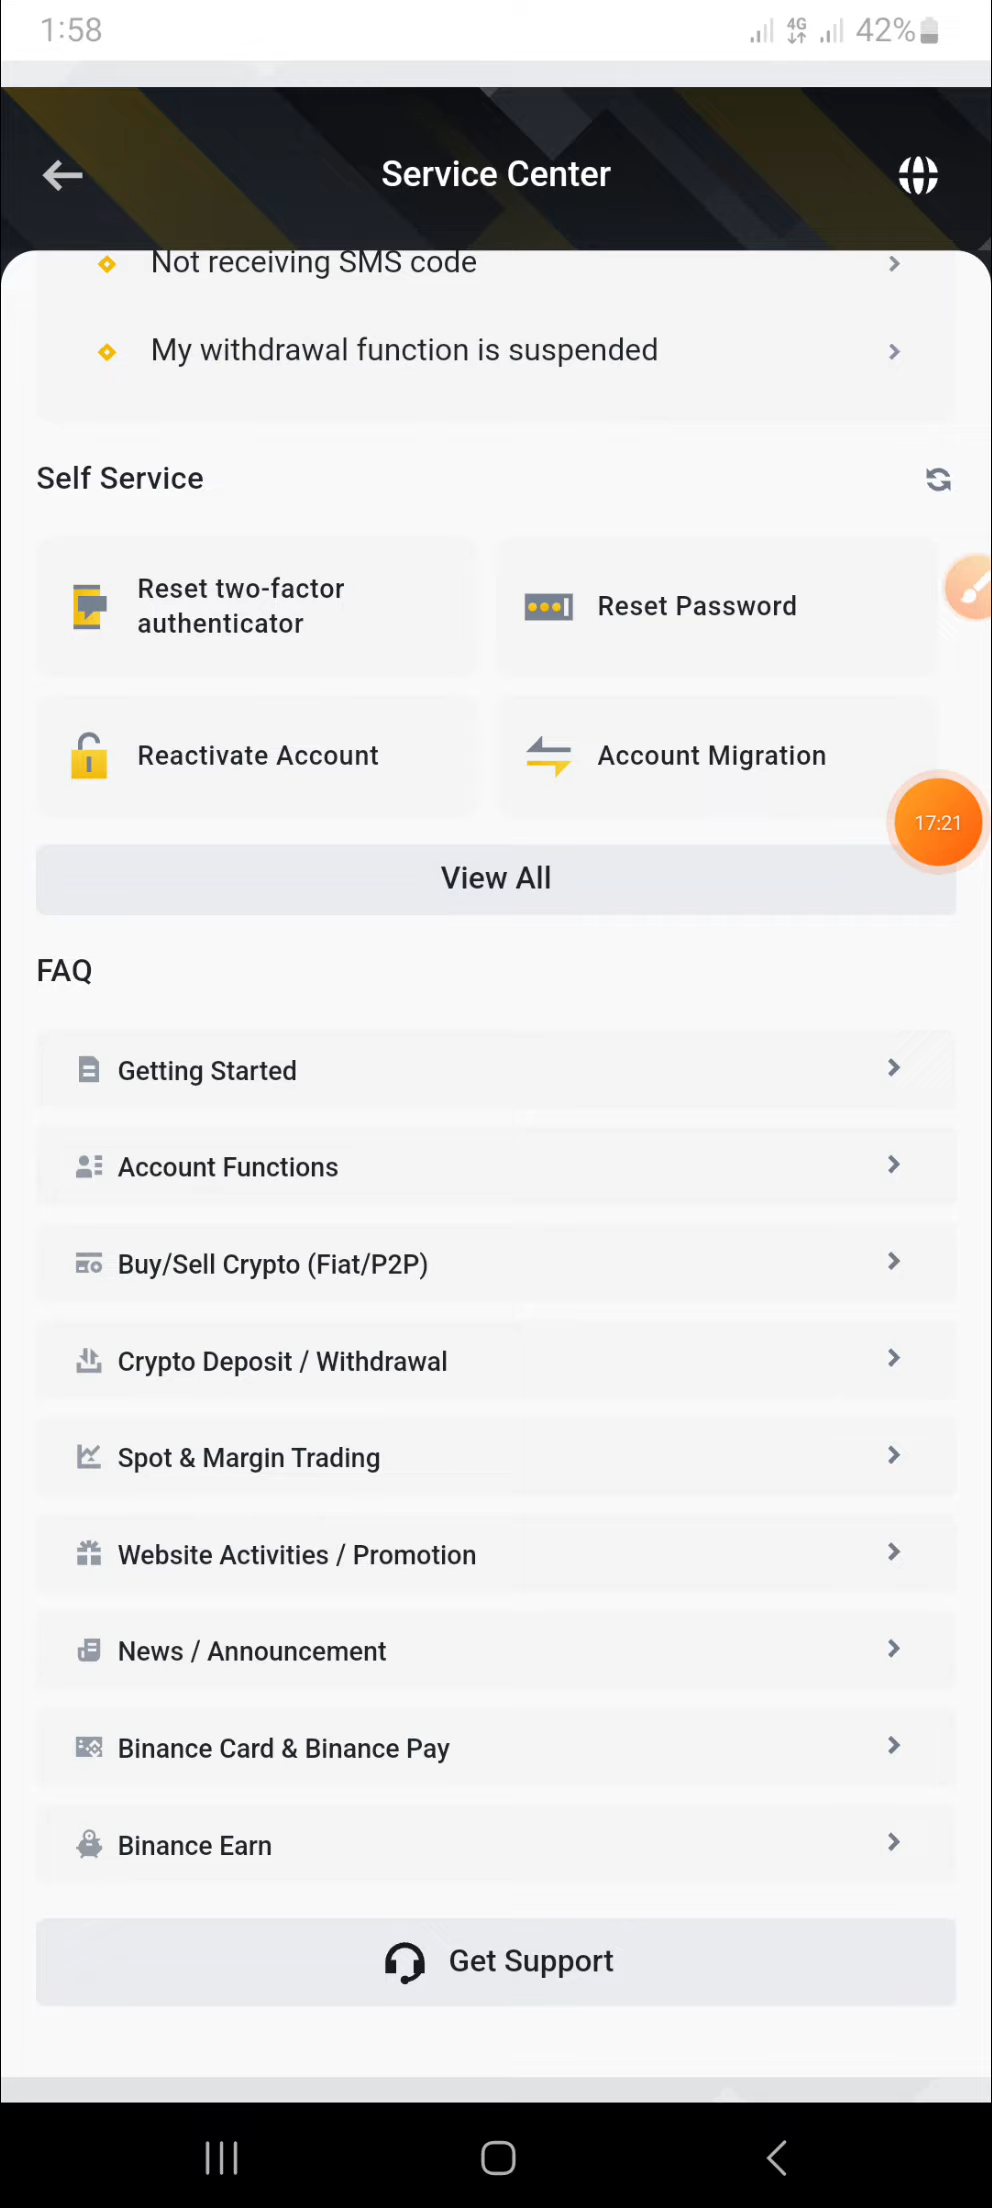 1:58
4G
42%
Service Center
Not receiving SMS code
My withdrawal function is suspended
Self Service
Reset two-factor
authenticator
Reset Password
Reactivate Account
Account Migration
17:21
View All
FAQ
Getting Started
Account Functions
Buy/Sell Crypto (Fiat/P2P)
Crypto Deposit / Withdrawal
Spot & Margin Trading
Website Activities / Promotion
News / Announcement
Binance Card & Binance Pay
Binance Earn
Get Support